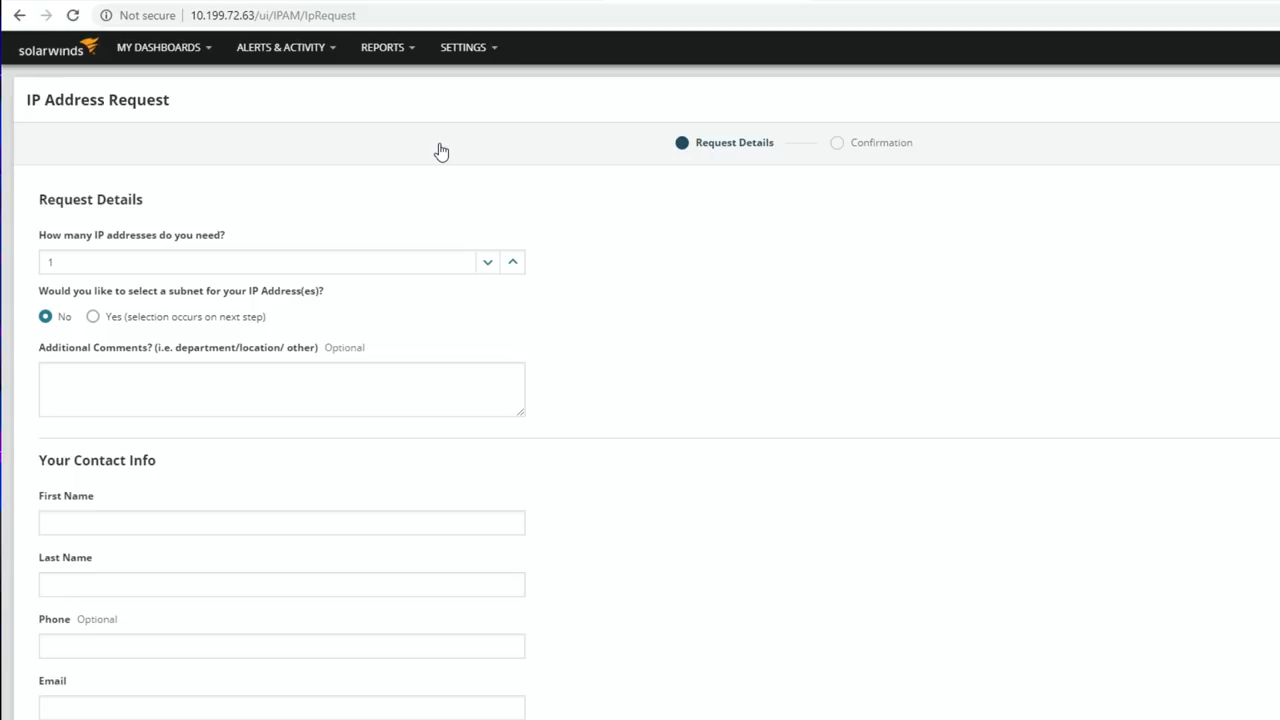 Not secure | 10.199.72.63/ui/IPAM/IpRequest
solarwinds MY DASHBOARDS ALERTS & ACTIVITY REPORTS SETTINGS
IP Address Request
Request Details Confirmation
Request Details
How many IP addresses do you need?
1
Would you like to select a subnet for your IP Address(es)?
No Yes (selection occurs on next step)
Additional Comments? (i.e. department/location/ other) Optional
Your Contact Info
First Name
Last Name
Phone Optional
Email